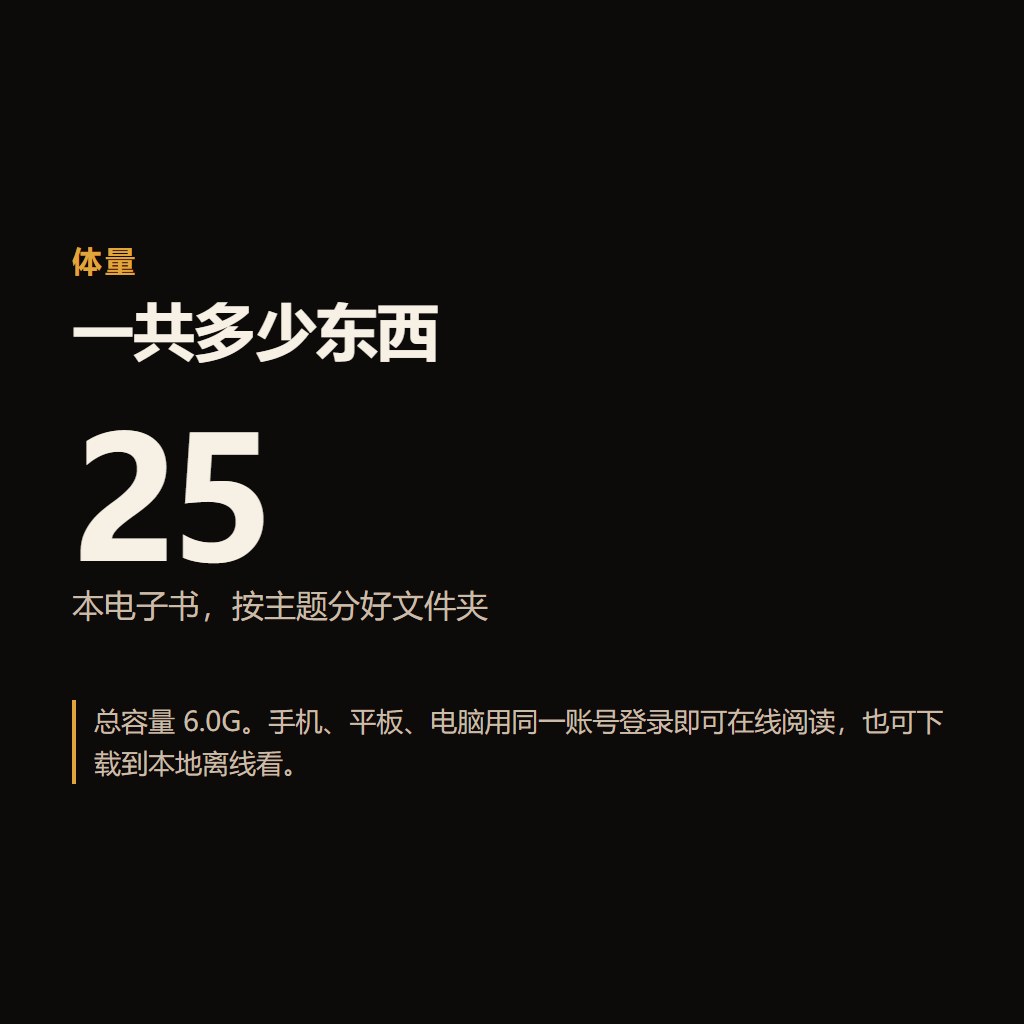 体量
一共多少东西
25
本电子书，按主题分好文件夹
总容量 6.0G。手机、平板、电脑用同一账号登录即可在线阅读，也可下
载到本地离线看。